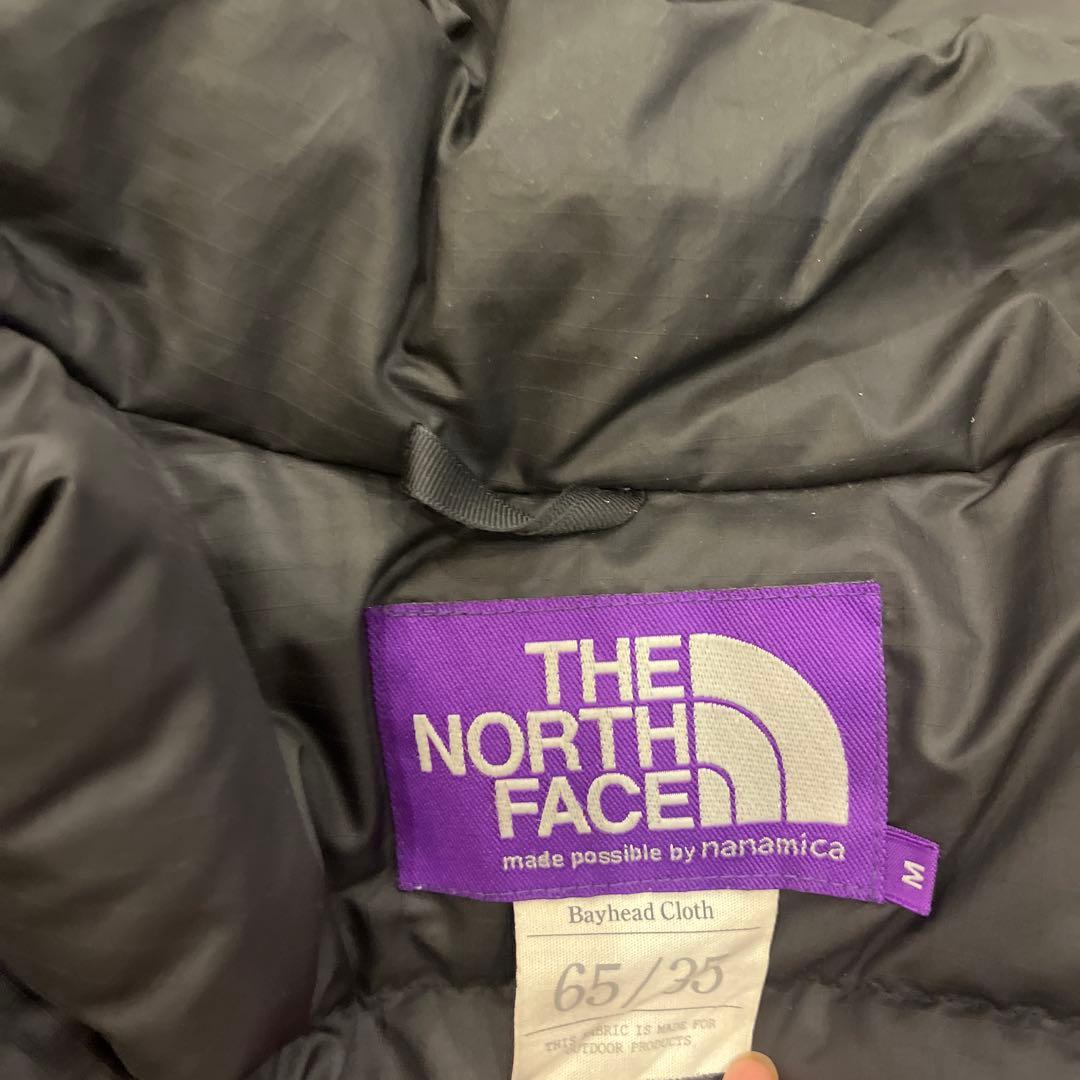 THE
NORTH
FACE
made possible by nanamica
M
Bayhead Cloth
65/35
THIS FABRIC IS MADE FOR
OUTDOOR PRODUCTS